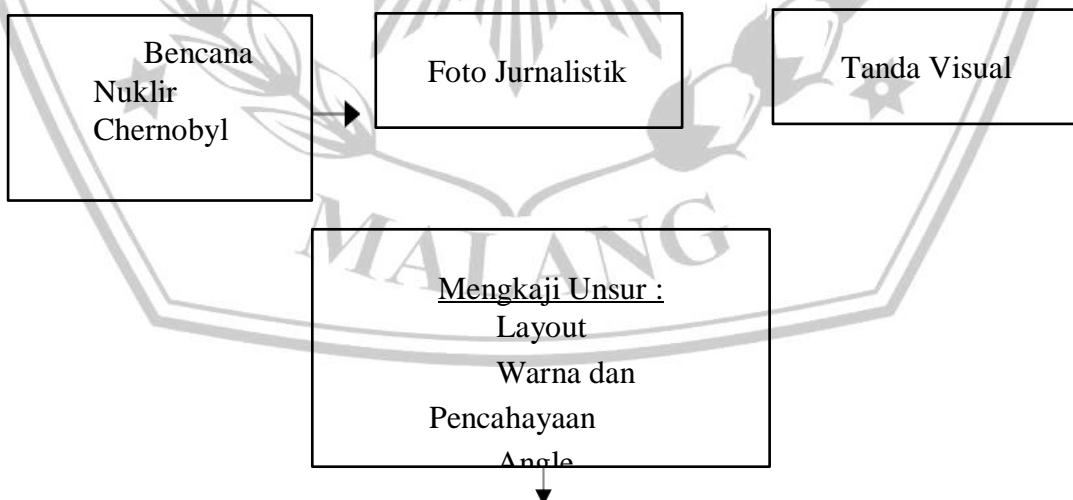 Bencana
Nuklir
Chernobyl
Foto Jurnalistik
Tanda Visual
MALANG
Mengkaji Unsur :
Layout
Warna dan
Pencahayaan
Angle